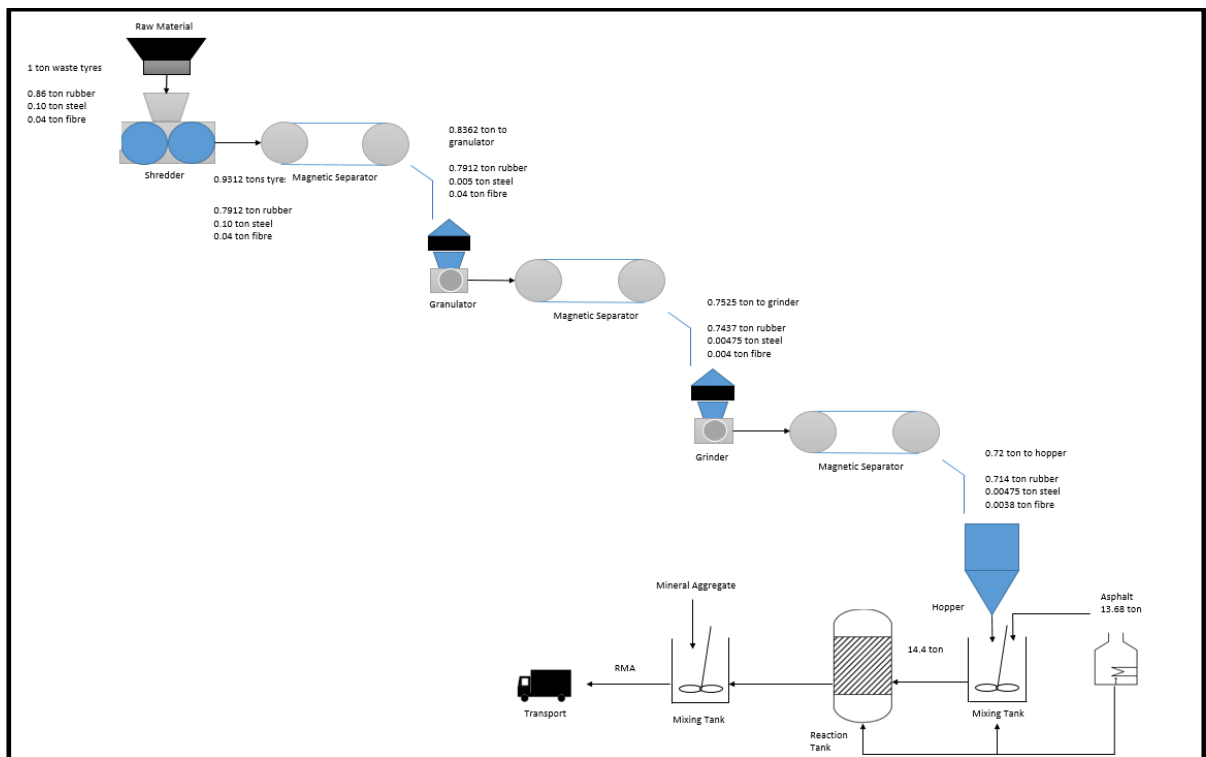 Raw Material
1 ton waste tyres
0.86 ton rubber
0.10 ton steel
0.04 ton fibre
Shredder
0.9312 tons tyre:
0.7912 ton rubber
0.10 ton steel
0.04 ton fibre
Magnetic Separator
0.8362 ton to
granulator
0.7912 ton rubber
0.005 ton steel
0.04 ton fibre
Granulator
Magnetic Separator
0.7525 ton to grinder
0.7437 ton rubber
0.00475 ton steel
0.004 ton fibre
Grinder
Magnetic Separator
0.72 ton to hopper
0.714 ton rubber
0.00475 ton steel
0.0038 ton fibre
Hopper
Asphalt
13.68 ton
Mixing Tank
14.4 ton
Reaction
Tank
Mineral Aggregate
Mixing Tank
RMA
Transport